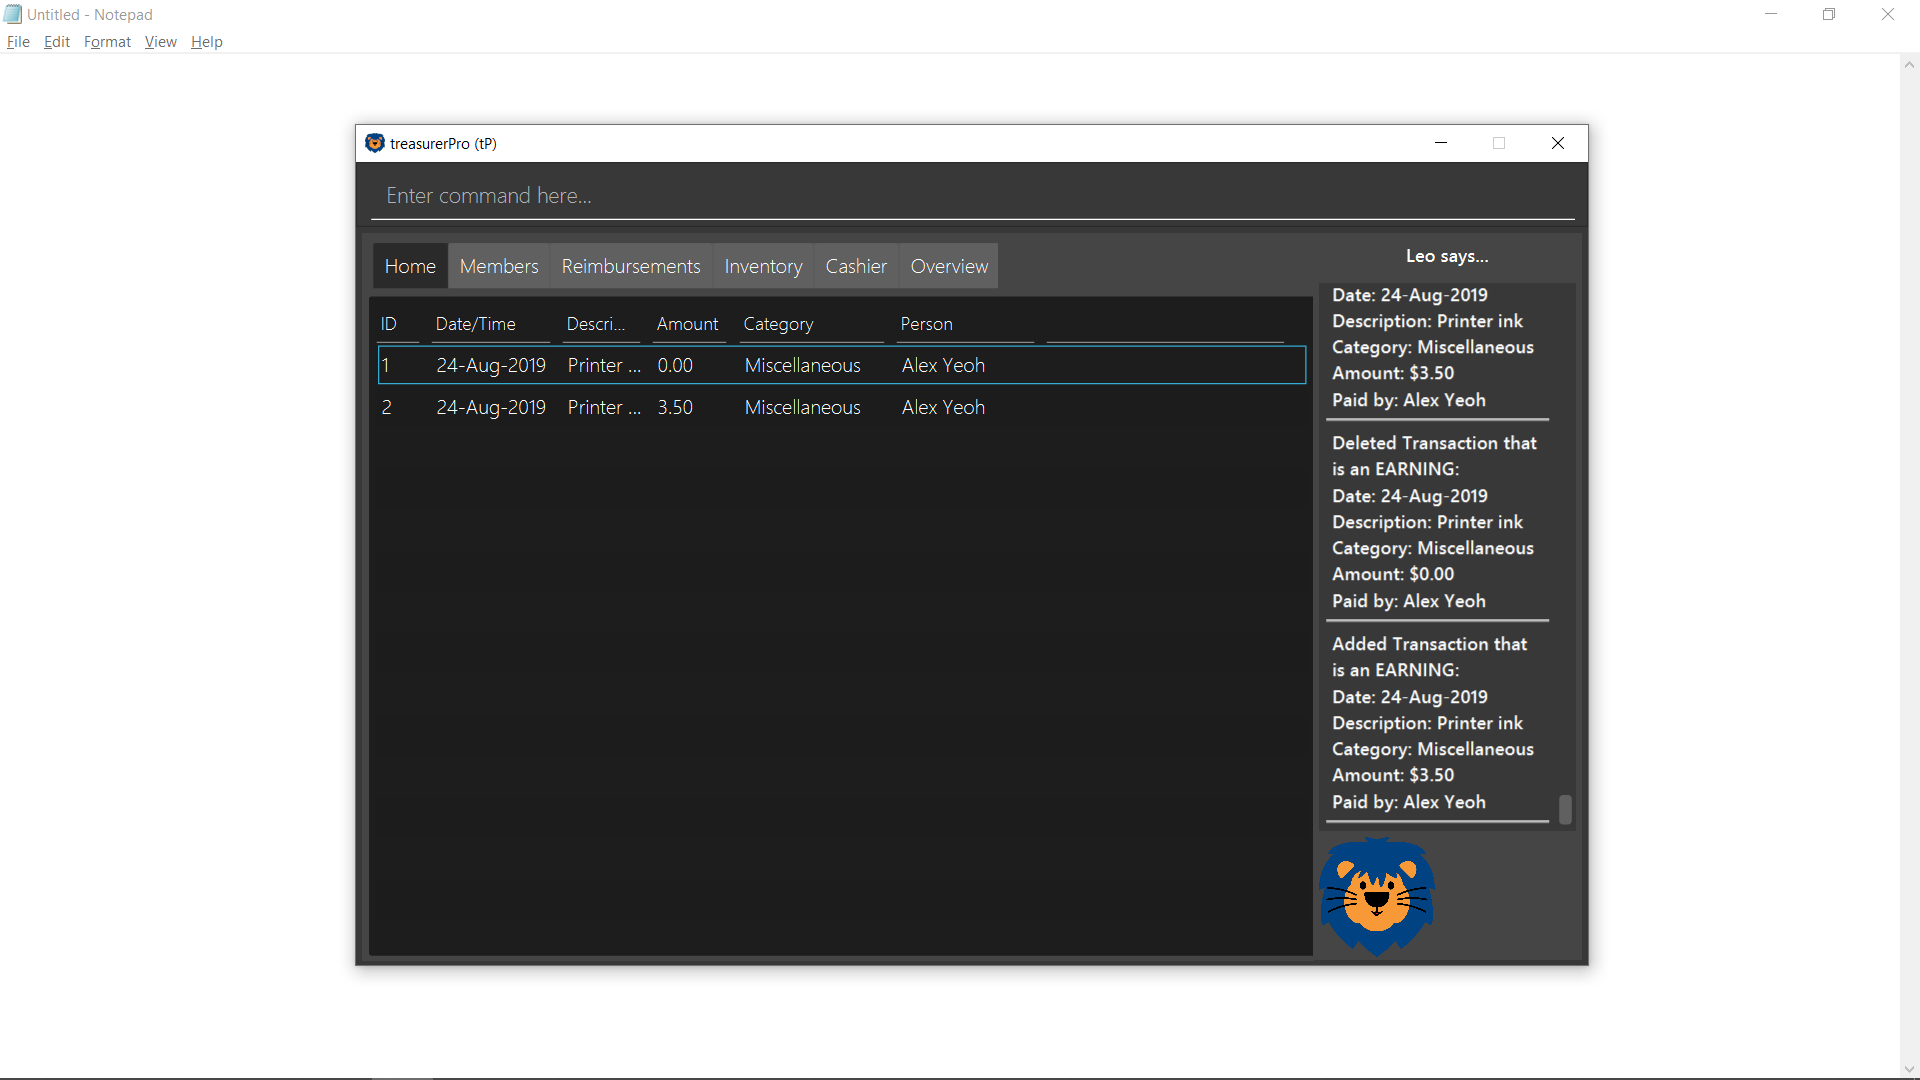 Untitled - Notepad
File Edit Format View Help
treasurerPro (tP)
Enter command here...
Home Members Reimbursements Inventory Cashier Overview
ID Date/Time Descri... Amount Category Person
1 24-Aug-2019 Printer ... 0.00 Miscellaneous Alex Yeoh
2 24-Aug-2019 Printer ... 3.50 Miscellaneous Alex Yeoh
Leo says...
Date: 24-Aug-2019
Description: Printer ink
Category: Miscellaneous
Amount: $3.50
Paid by: Alex Yeoh
Deleted Transaction that
is an EARNING:
Date: 24-Aug-2019
Description: Printer ink
Category: Miscellaneous
Amount: $0.00
Paid by: Alex Yeoh
Added Transaction that
is an EARNING:
Date: 24-Aug-2019
Description: Printer ink
Category: Miscellaneous
Amount: $3.50
Paid by: Alex Yeoh